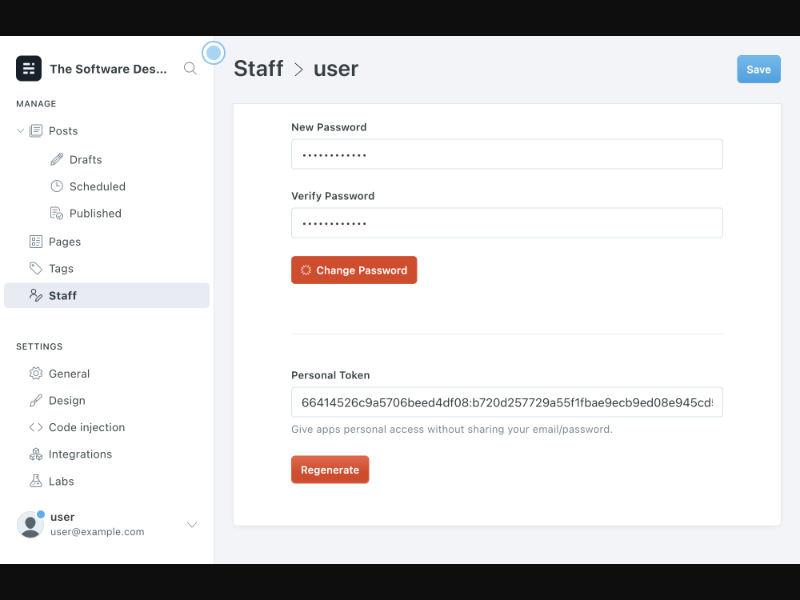 The Software Des...
Staff > user
Save
MANAGE
Posts
Drafts
Scheduled
Published
Pages
Tags
Staff
SETTINGS
General
Design
Code injection
Integrations
Labs
user
user@example.com
New Password
••••••••••••
Verify Password
••••••••••••
Change Password
Personal Token
66414526c9a5706beed4df08:b720d257729a55f1fbae9ecb9ed08e945cd
Give apps personal access without sharing your email/password.
Regenerate